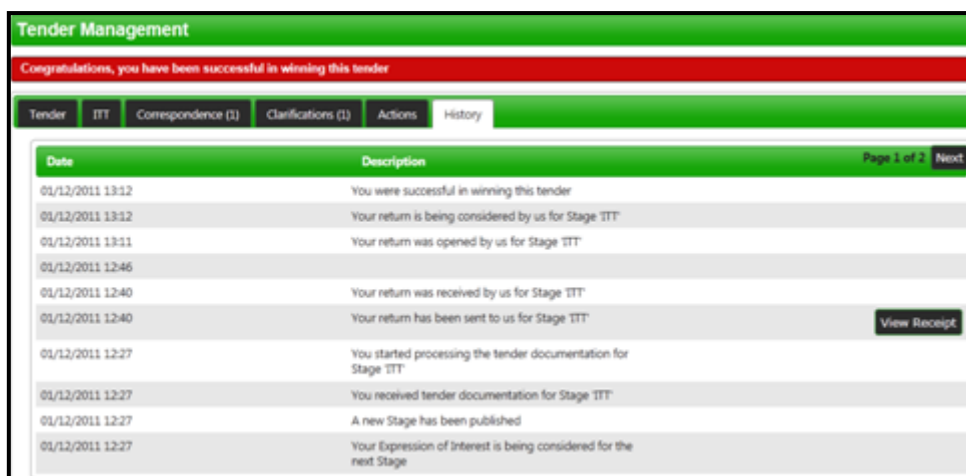 Tender Management
Congratulations, you have been successful in winning this tender
Tender ITT Correspondence (1) Clarifications (1) Actions History
Date Description Page 1 of 2 Next
01/12/2011 13:12 You were successful in winning this tender
01/12/2011 13:12 Your return is being considered by us for Stage 'ITT'
01/12/2011 13:11 Your return was opened by us for Stage 'ITT'
01/12/2011 12:46
01/12/2011 12:40 Your return was received by us for Stage 'ITT'
01/12/2011 12:40 Your return has been sent to us for Stage 'ITT' View Receipt
01/12/2011 12:27 You started processing the tender documentation for
Stage 'ITT'
01/12/2011 12:27 You received tender documentation for Stage 'ITT'
01/12/2011 12:27 A new Stage has been published
01/12/2011 12:27 Your Expression of Interest is being considered for the
next Stage